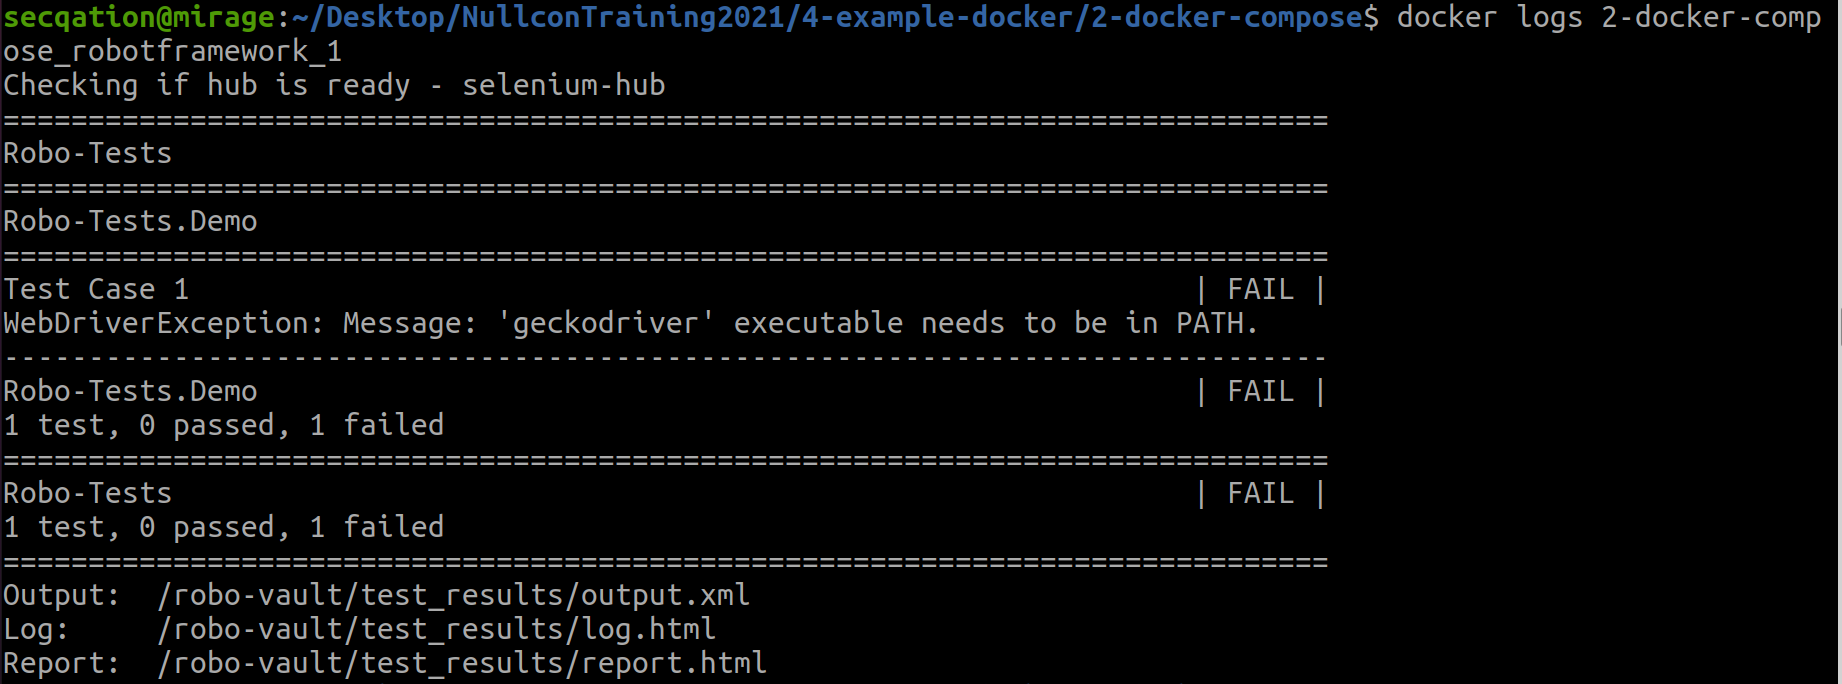 secqation@mirage:~/Desktop/NullconTraining2021/4-example-docker/2-docker-compose$ docker logs 2-docker-comp
ose_robotframework_1
Checking if hub is ready - selenium-hub
==============================================================================
Robo-Tests
==============================================================================
Robo-Tests.Demo
==============================================================================
Test Case 1                                                           | FAIL |
WebDriverException: Message: 'geckodriver' executable needs to be in PATH.
------------------------------------------------------------------------------
Robo-Tests.Demo                                                       | FAIL |
1 test, 0 passed, 1 failed
==============================================================================
Robo-Tests                                                            | FAIL |
1 test, 0 passed, 1 failed
==============================================================================
Output:  /robo-vault/test_results/output.xml
Log:     /robo-vault/test_results/log.html
Report:  /robo-vault/test_results/report.html